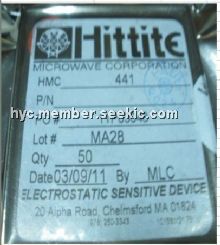 Hittite
MICROWAVE CORPORATION
HMC 441
P/N
hyc.member.seekic.com
Lot # MA28
Qty 50
Date 03/09/11 By MLC
ELECTROSTATIC SENSITIVE DEVICE
20 Alpha Road, Chelmsford MA 01824